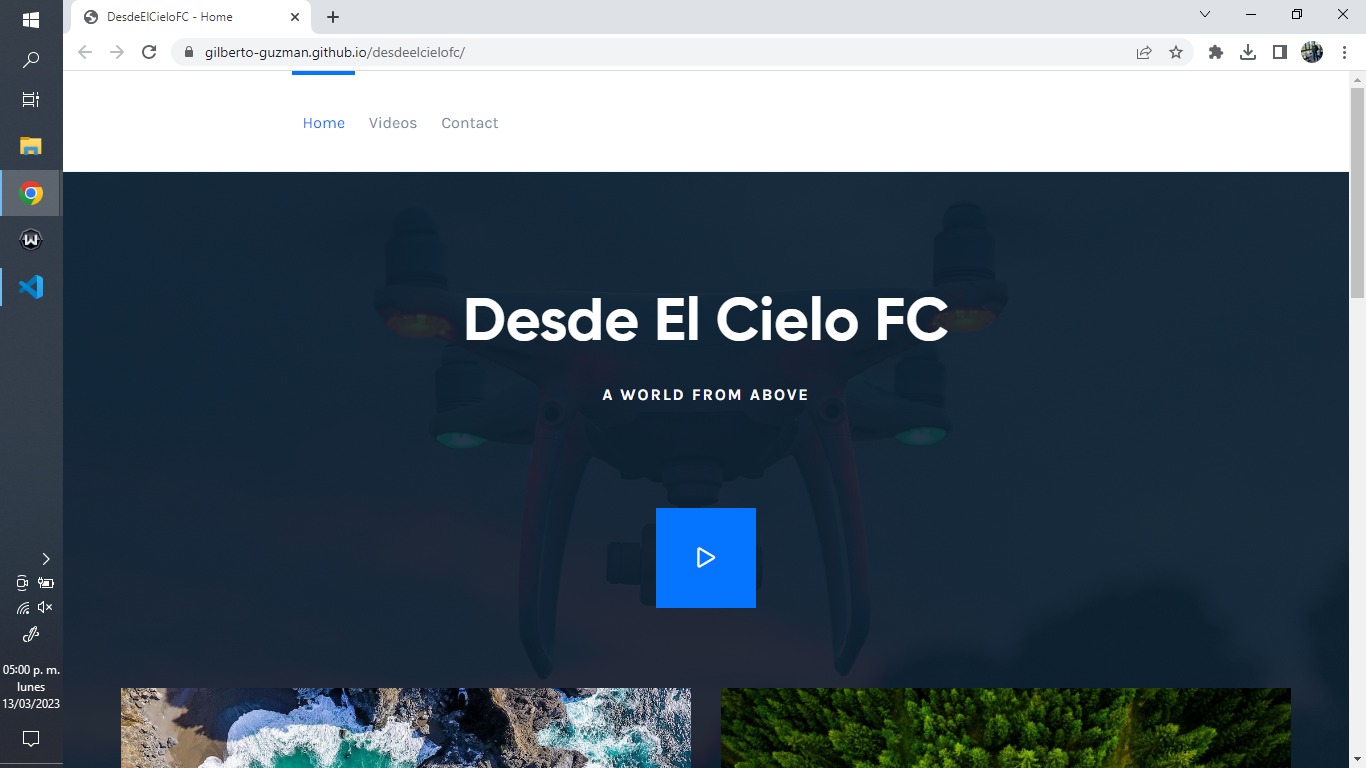 DesdeElCieloFC - Home
gilberto-guzman.github.io/desdeelcielofc/
Home Videos Contact
Desde El Cielo FC
A WORLD FROM ABOVE
05:00 p. m.
lunes
13/03/2023